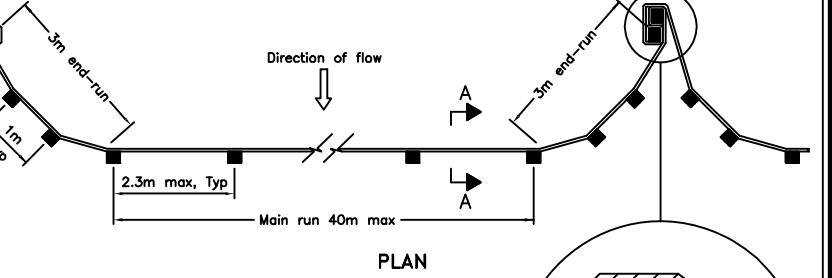 3m end-run
Direction of flow
3m end-run
A
1m
2.3m max, Typ
A
Main run 40m max
PLAN